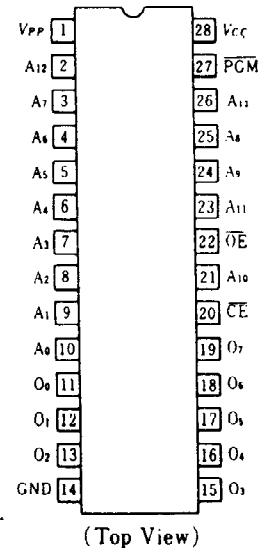 VPP 1 28 VCC
A12 2 27 PGM
A7 3 26 A13
A6 4 25 A8
A5 5 24 A9
A4 6 23 A11
A3 7 22 OE
A2 8 21 A10
A1 9 20 CE
A0 10 19 O7
O0 11 18 O6
O1 12 17 O5
O2 13 16 O4
GND 14 15 O3
(Top View)